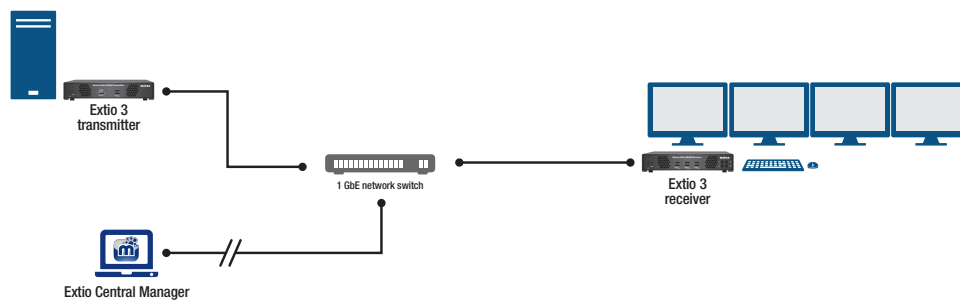 Extio 3
transmitter
1 GbE network switch
Extio 3
receiver
m
Extio Central Manager